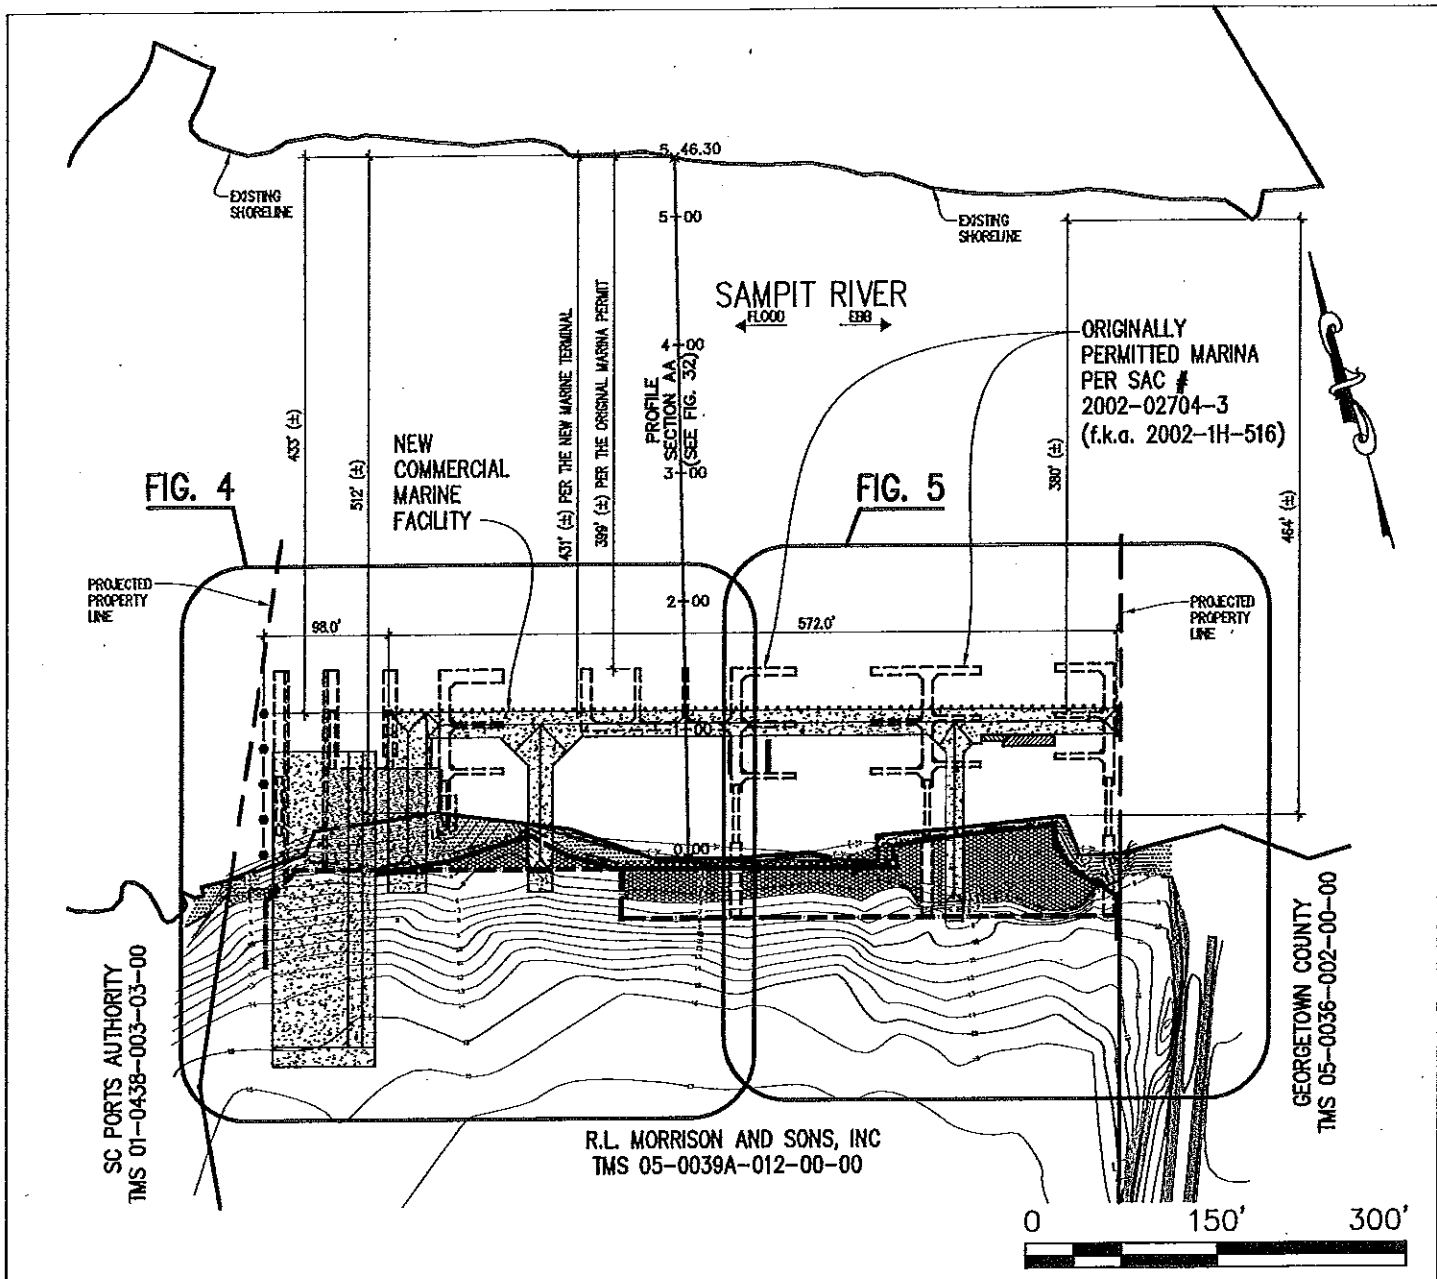 5 46.30
EXISTING
SHORELINE
5+00
EXISTING
SHORELINE
SAMPIT RIVER
FLOOD
EBB
433' (±)
512' (±)
431' (±) PER THE NEW MARINE TERMINAL
399' (±) PER THE ORIGINAL MARINA PERMIT
4+00
PROFILE
SECTION AA
(SEE FIG. 32)
3+00
ORIGINALLY
PERMITTED MARINA
PER SAC #
2002-02704-3
(f.k.a. 2002-1H-516)
380' (±)
464' (±)
NEW
COMMERCIAL
MARINE
FACILITY
FIG. 4
FIG. 5
PROJECTED
PROPERTY
LINE
2+00
PROJECTED
PROPERTY
LINE
98.0'
572.0'
1+00
0+00
SC PORTS AUTHORITY
TMS 01-0438-003-03-00
R.L. MORRISON AND SONS, INC
TMS 05-0039A-012-00-00
GEORGETOWN COUNTY
TMS 05-0036-002-00-00
0 150' 300'